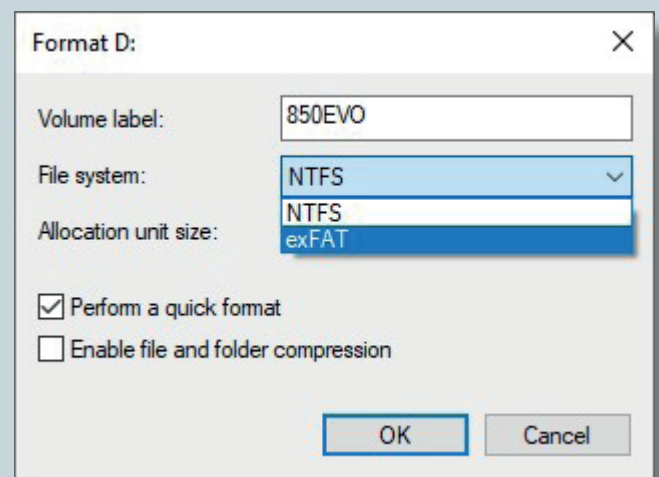 Format D:
Volume label: 850EVO
File system: NTFS
NTFS
Allocation unit size: exFAT
Perform a quick format
Enable file and folder compression
OK Cancel